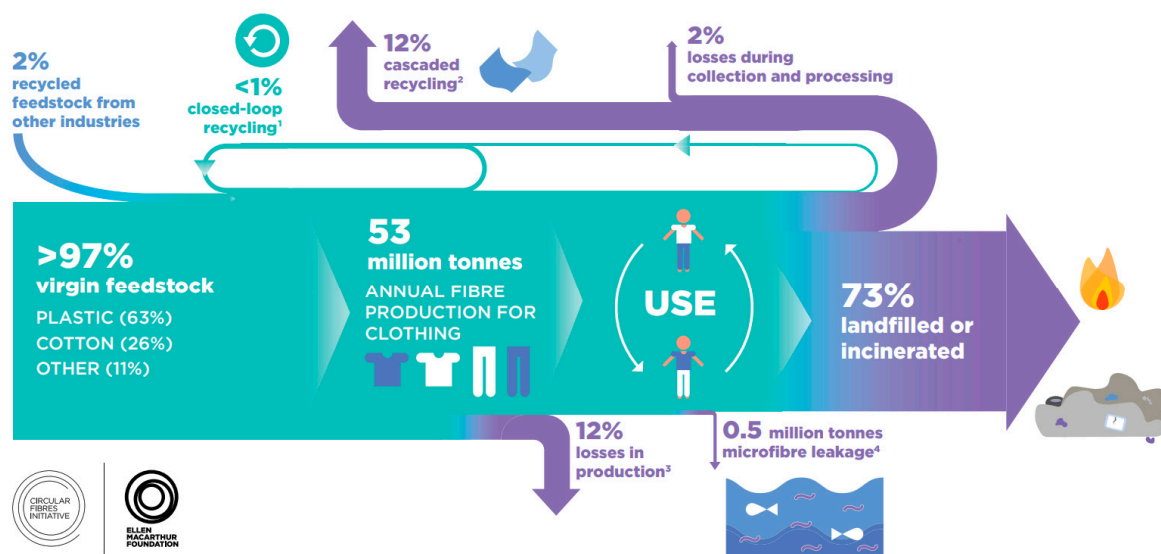 2%
recycled
feedstock from
other industries
<1%
closed-loop
recycling¹
12%
cascaded
recycling²
2%
losses during
collection and processing
>97%
virgin feedstock
PLASTIC (63%)
COTTON (26%)
OTHER (11%)
53
million tonnes
ANNUAL FIBRE
PRODUCTION FOR
CLOTHING
USE
73%
landfilled or
incinerated
12%
losses in
production³
0.5 million tonnes
microfibre leakage⁴
CIRCULAR
FIBRES
INITIATIVE
ELLEN
MACARTHUR
FOUNDATION